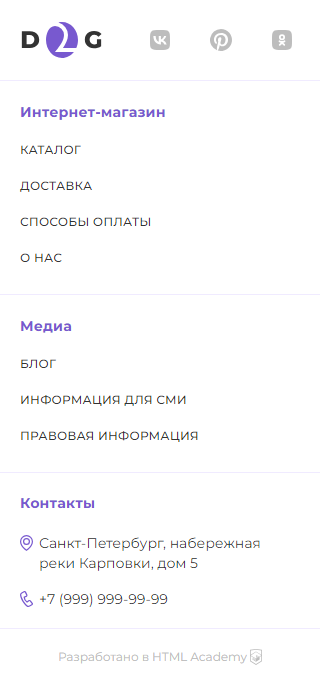 D2G
Интернет-магазин
КАТАЛОГ
ДОСТАВКА
СПОСОБЫ ОПЛАТЫ
О НАС
Медиа
БЛОГ
ИНФОРМАЦИЯ ДЛЯ СМИ
ПРАВОВАЯ ИНФОРМАЦИЯ
Контакты
Санкт-Петербург, набережная
реки Карповки, дом 5
+7 (999) 999-99-99
Разработано в HTML Academy